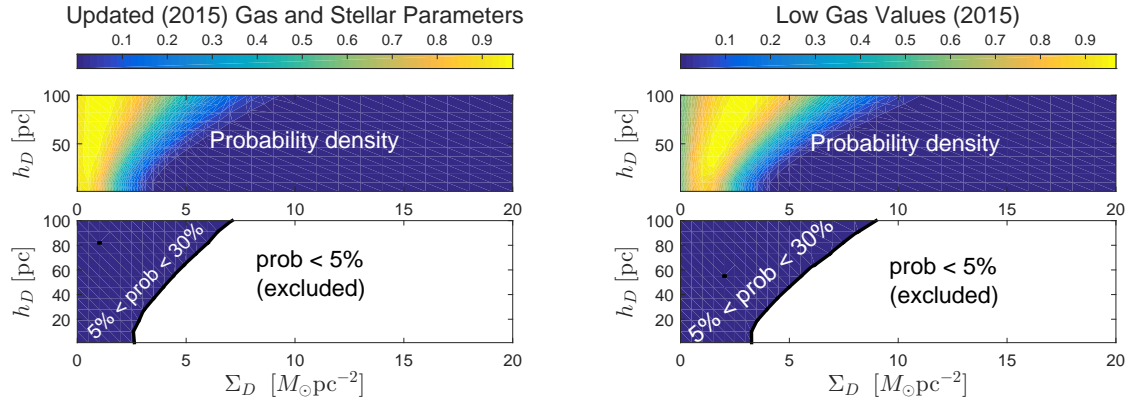 Updated (2015) Gas and Stellar Parameters
0.1 0.2 0.3 0.4 0.5 0.6 0.7 0.8 0.9
100
50
h_D [pc]
Probability density
0 5 10 15 20
100
80
60
40
20
h_D [pc]
5% < prob < 30%
prob < 5%
(excluded)
0 5 10 15 20
Σ_D [M_⊙pc⁻²]
Low Gas Values (2015)
0.1 0.2 0.3 0.4 0.5 0.6 0.7 0.8 0.9
100
50
h_D [pc]
Probability density
0 5 10 15 20
100
80
60
40
20
h_D [pc]
5% < prob < 30%
prob < 5%
(excluded)
0 5 10 15 20
Σ_D [M_⊙pc⁻²]